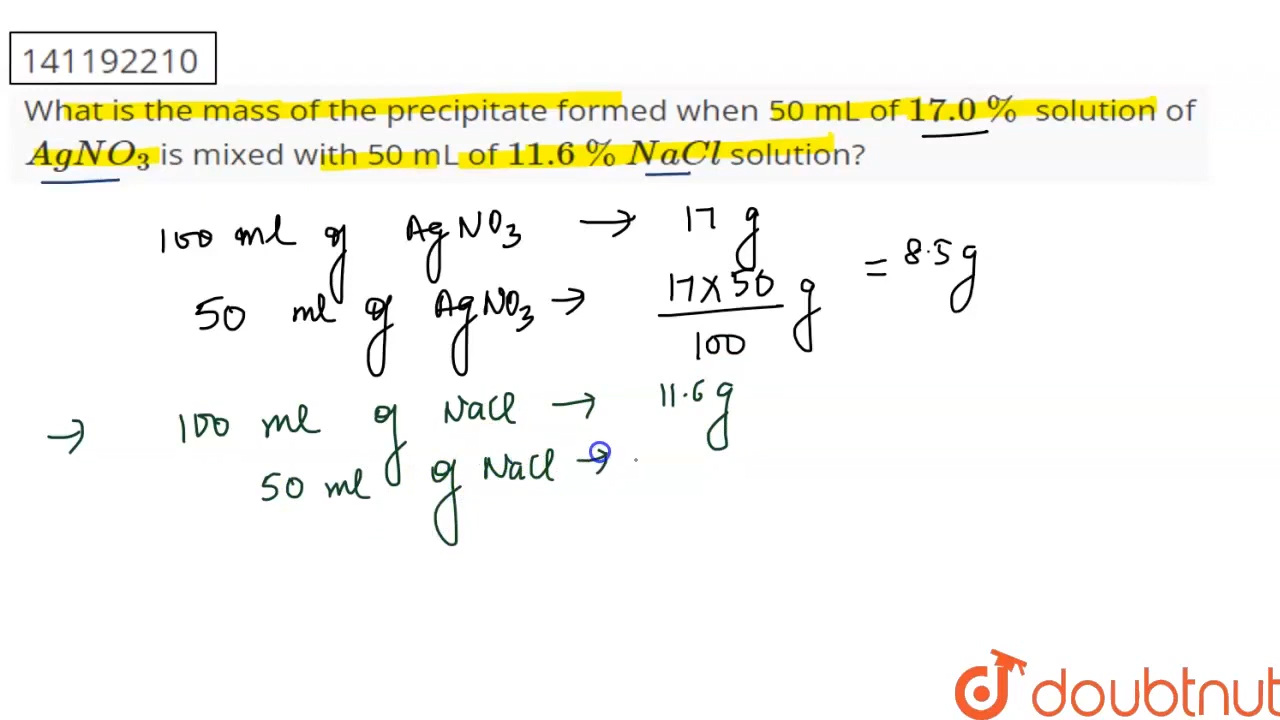 141192210
What is the mass of the precipitate formed when 50 mL of 17.0 % solution of
AgNO3 is mixed with 50 mL of 11.6 % NaCl solution?
100 ml of AgNO3 → 17 g
50 ml of AgNO3 → 17 X 50 / 100 g = 8.5 g
→ 100 ml of NaCl → 11.6 g
50 ml of NaCl →
doubtnut